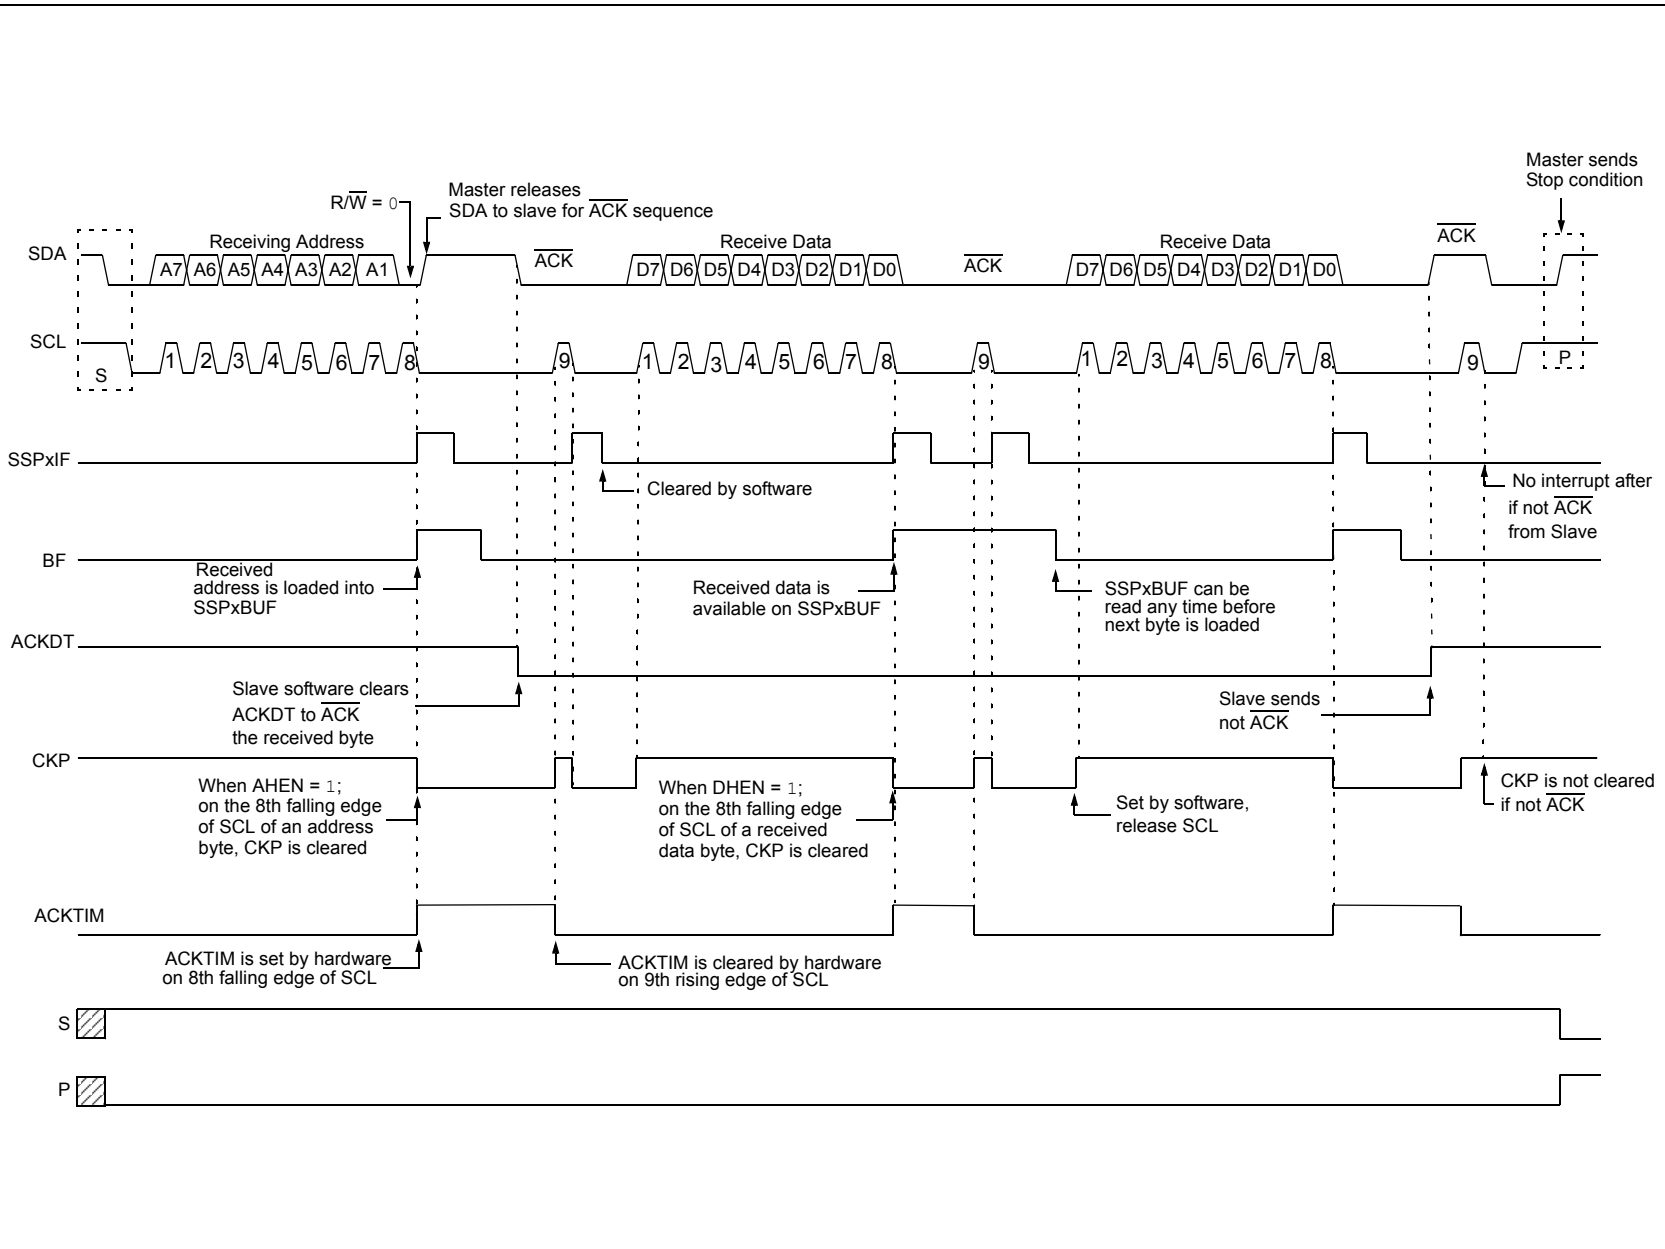 Master sends
Stop condition
R/W̅ = 0
Master releases
SDA to slave for A̅C̅K̅ sequence
SDA
Receiving Address
A7 A6 A5 A4 A3 A2 A1
A̅C̅K̅
Receive Data
D7 D6 D5 D4 D3 D2 D1 D0
A̅C̅K̅
Receive Data
D7 D6 D5 D4 D3 D2 D1 D0
A̅C̅K̅
SCL
S
1 2 3 4 5 6 7 8 9
1 2 3 4 5 6 7 8 9
1 2 3 4 5 6 7 8 9
P
SSPxIF
Cleared by software
No interrupt after
if not A̅C̅K̅
from Slave
BF
Received
address is loaded into
SSPxBUF
Received data is
available on SSPxBUF
SSPxBUF can be
read any time before
next byte is loaded
ACKDT
Slave software clears
ACKDT to A̅C̅K̅
the received byte
Slave sends
not A̅C̅K̅
CKP
When AHEN = 1;
on the 8th falling edge
of SCL of an address
byte, CKP is cleared
When DHEN = 1;
on the 8th falling edge
of SCL of a received
data byte, CKP is cleared
Set by software,
release SCL
CKP is not cleared
if not A̅C̅K̅
ACKTIM
ACKTIM is set by hardware
on 8th falling edge of SCL
ACKTIM is cleared by hardware
on 9th rising edge of SCL
S
P